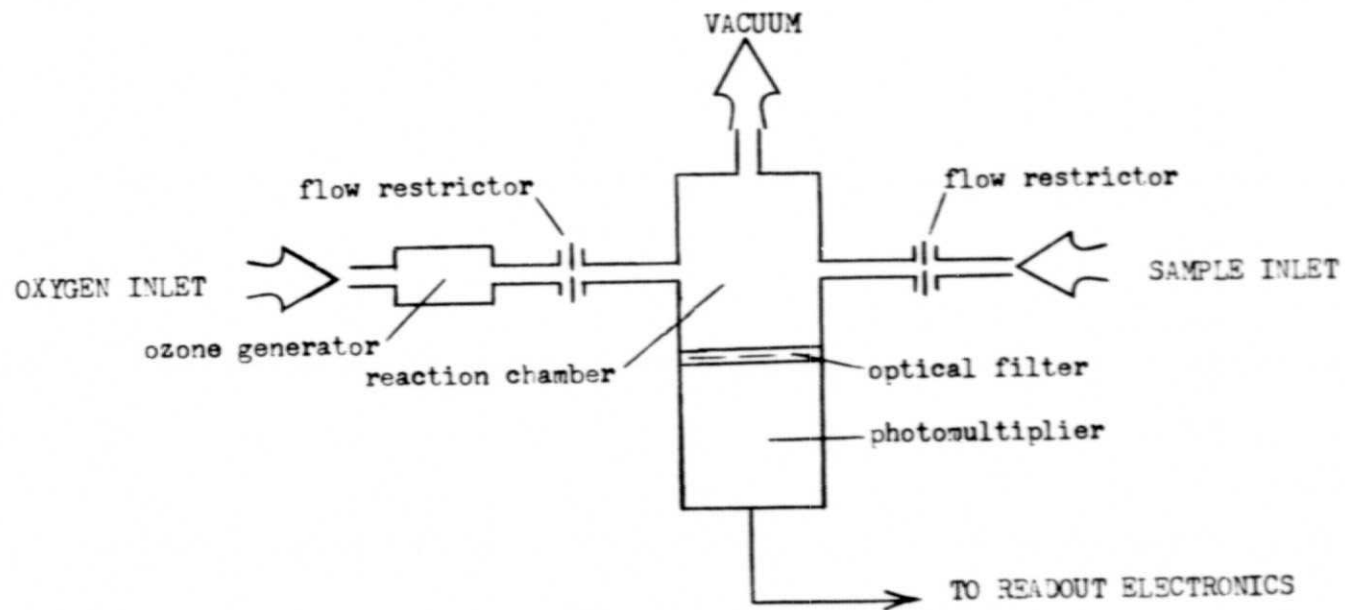 VACUUM
flow restrictor
flow restrictor
OXYGEN INLET
SAMPLE INLET
ozone generator
reaction chamber
optical filter
photomultiplier
TO READOUT ELECTRONICS